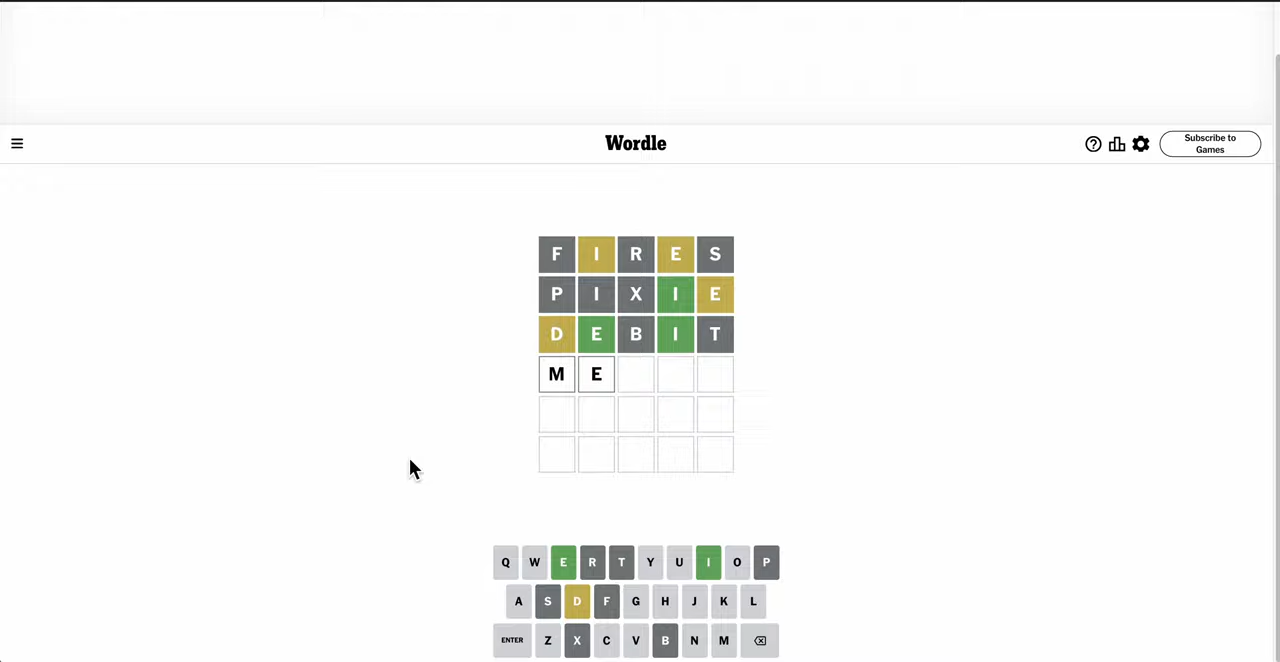 Wordle
Subscribe to
Games
F I R E S
P I X I E
D E B I T
M E
Q W E R T Y U I O P
A S D F G H J K L
ENTER Z X C V B N M